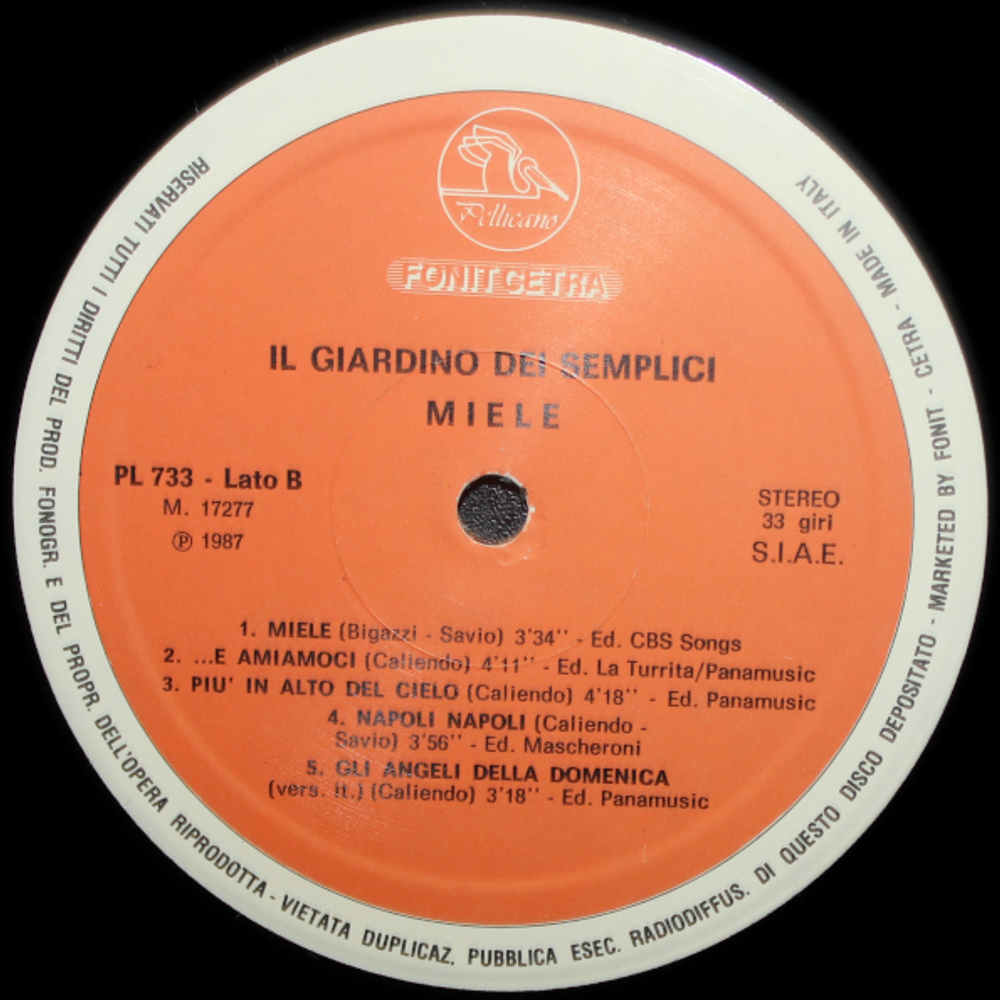 Pellicano
FONIT CETRA
IL GIARDINO DEI SEMPLICI
MIELE
PL 733 - Lato B
M. 17277
℗ 1987
STEREO
33 giri
S.I.A.E.
1. MIELE (Bigazzi - Savio) 3'34'' - Ed. CBS Songs
2. ...E AMIAMOCI (Caliendo) 4'11'' - Ed. La Turrita/Panamusic
3. PIU' IN ALTO DEL CIELO (Caliendo) 4'18'' - Ed. Panamusic
4. NAPOLI NAPOLI (Caliendo -
Savio) 3'56'' - Ed. Mascheroni
5. GLI ANGELI DELLA DOMENICA
(vers. it.) (Caliendo) 3'18'' - Ed. Panamusic
RISERVATI TUTTI I DIRITTI DEL PROD. FONOGR. E DEL PROPR. DELL'OPERA RIPRODOTTA - VIETATA DUPLICAZ. PUBBLICA ESEC. RADIODIFFUS. DI QUESTO DISCO DEPOSITATO - MARKETED BY FONIT - CETRA - MADE IN ITALY